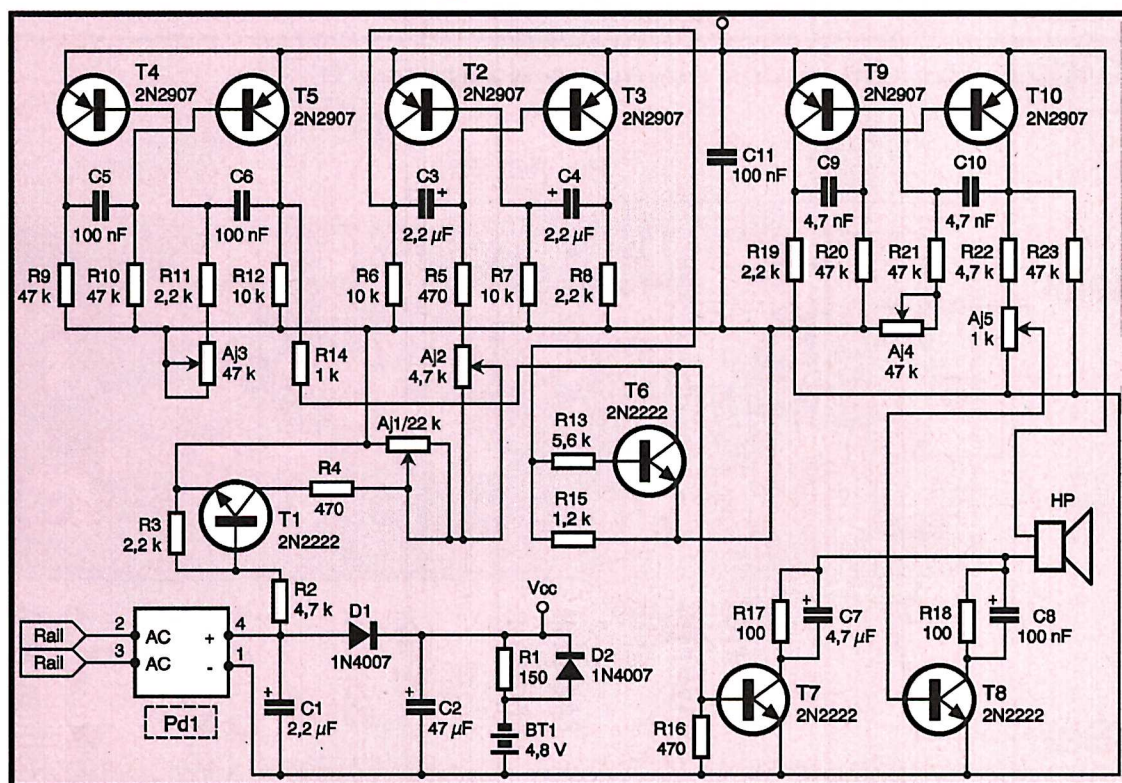 T4
2N2907
T5
2N2907
T2
2N2907
T3
2N2907
T9
2N2907
T10
2N2907
C5
100 nF
C6
100 nF
C3
+
2,2 µF
C4
+
2,2 µF
C11
100 nF
C9
4,7 nF
C10
4,7 nF
R9
47 k
R10
47 k
R11
2,2 k
R12
10 k
R6
10 k
R5
470
R7
10 k
R8
2,2 k
R19
2,2 k
R20
47 k
R21
47 k
R22
4,7 k
R23
47 k
Aj3
47 k
R14
1 k
Aj2
4,7 k
Aj4
47 k
Aj5
1 k
Aj1/22 k
T6
2N2222
R13
5,6 k
R15
1,2 k
R4
470
R3
2,2 k
T1
2N2222
R2
4,7 k
HP
Rail
2
AC
+
4
Rail
3
AC
-
1
Pd1
D1
1N4007
Vcc
R1
150
D2
1N4007
+
C1
2,2 µF
+
C2
47 µF
BT1
4,8 V
R16
470
R17
100
+
C7
4,7 µF
R18
100
+
C8
100 nF
T7
2N2222
T8
2N2222